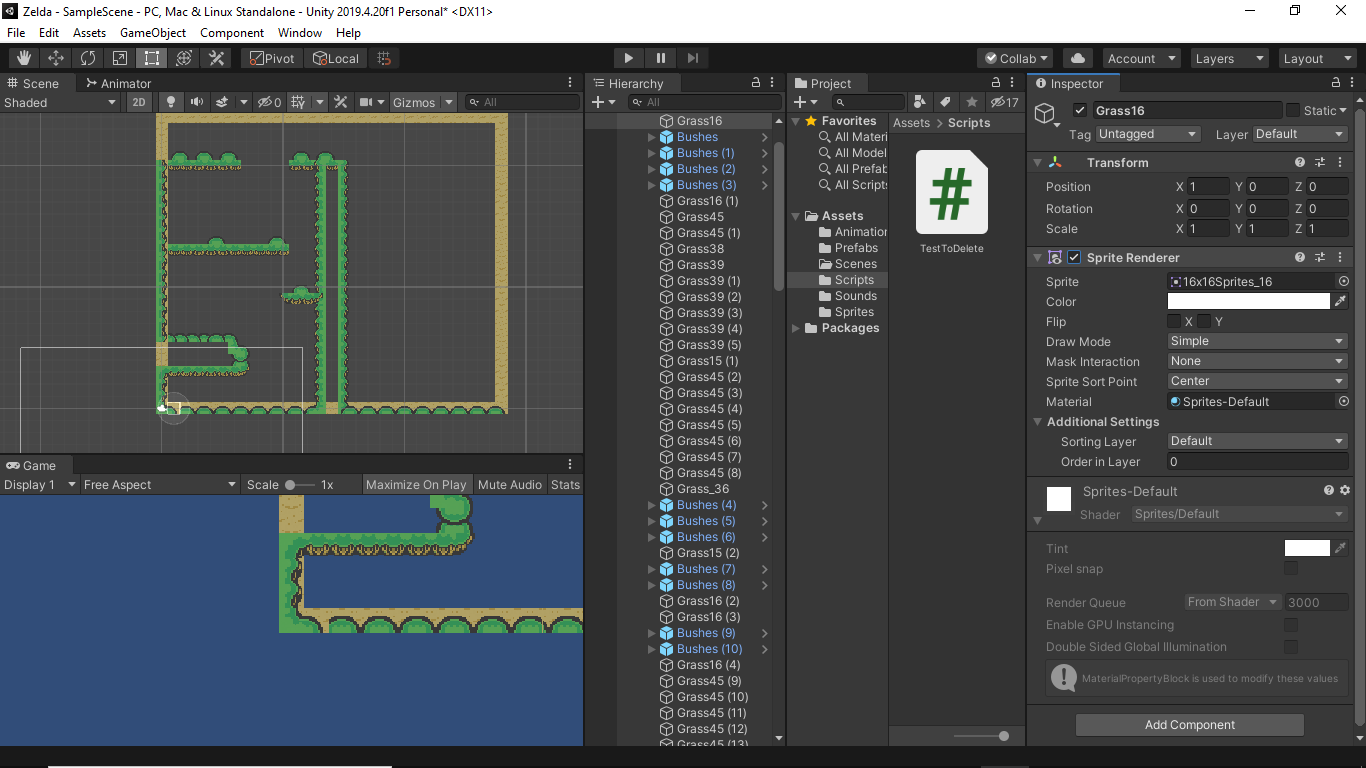 Zelda - SampleScene - PC, Mac & Linux Standalone - Unity 2019.4.20f1 Personal* <DX11>
File Edit Assets GameObject Component Window Help
Pivot Local Collab Account Layers Layout
Scene Animator
Shaded 2D 0 Gizmos All
Game
Display 1 Free Aspect Scale 1x Maximize On Play Mute Audio Stats
Hierarchy
All
Grass16
Bushes
Bushes (1)
Bushes (2)
Bushes (3)
Grass16 (1)
Grass45
Grass45 (1)
Grass38
Grass39
Grass39 (1)
Grass39 (2)
Grass39 (3)
Grass39 (4)
Grass39 (5)
Grass15 (1)
Grass45 (2)
Grass45 (3)
Grass45 (4)
Grass45 (5)
Grass45 (6)
Grass45 (7)
Grass45 (8)
Grass_36
Bushes (4)
Bushes (5)
Bushes (6)
Grass15 (2)
Bushes (7)
Bushes (8)
Grass16 (2)
Grass16 (3)
Bushes (9)
Bushes (10)
Grass16 (4)
Grass45 (9)
Grass45 (10)
Grass45 (11)
Grass45 (12)
Grass45 (13)
Project
17
Favorites
All Materi
All Model
All Prefab
All Scripts
Assets
Animation
Prefabs
Scenes
Scripts
Sounds
Sprites
Packages
Assets > Scripts
#
TestToDelete
Inspector
Grass16 Static
Tag Untagged Layer Default
Transform
Position X 1 Y 0 Z 0
Rotation X 0 Y 0 Z 0
Scale X 1 Y 1 Z 1
Sprite Renderer
Sprite 16x16Sprites_16
Color
Flip X Y
Draw Mode Simple
Mask Interaction None
Sprite Sort Point Center
Material Sprites-Default
Additional Settings
Sorting Layer Default
Order in Layer 0
Sprites-Default
Shader Sprites/Default
Tint
Pixel snap
Render Queue From Shader 3000
Enable GPU Instancing
Double Sided Global Illumination
MaterialPropertyBlock is used to modify these values
Add Component